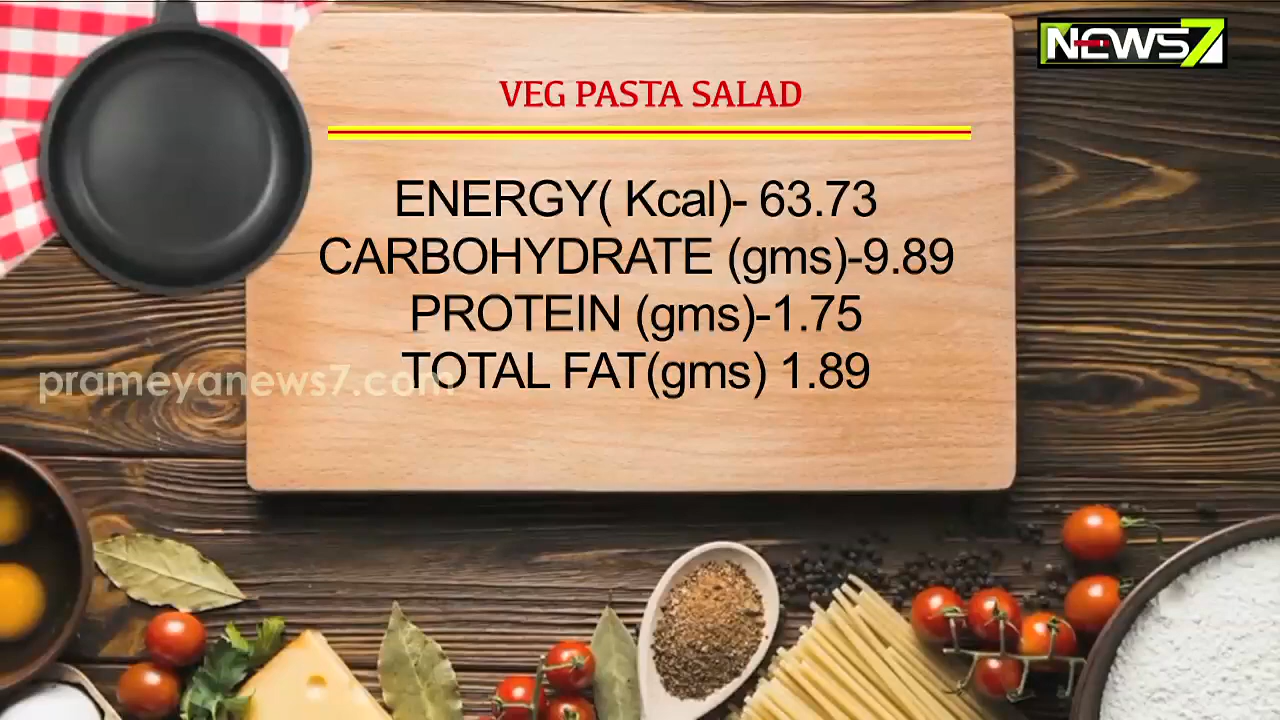 NEWS7
VEG PASTA SALAD
ENERGY( Kcal)- 63.73
CARBOHYDRATE (gms)-9.89
PROTEIN (gms)-1.75
TOTAL FAT(gms) 1.89
prameyanews7.com